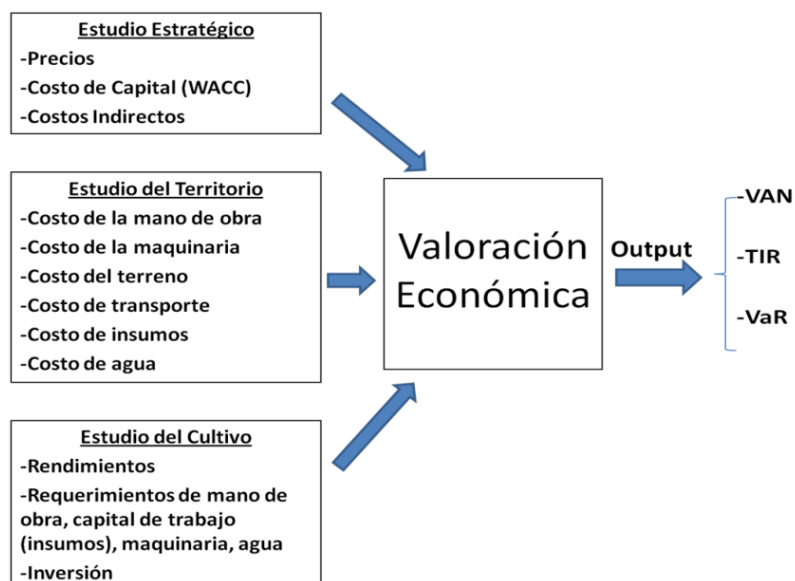 Estudio Estratégico
-Precios
-Costo de Capital (WACC)
-Costos Indirectos
Estudio del Territorio
-Costo de la mano de obra
-Costo de la maquinaria
-Costo del terreno
-Costo de transporte
-Costo de insumos
-Costo de agua
Estudio del Cultivo
-Rendimientos
-Requerimientos de mano de
obra, capital de trabajo
(insumos), maquinaria, agua
-Inversión
Valoración
Económica
Output
-VAN
-TIR
-VaR